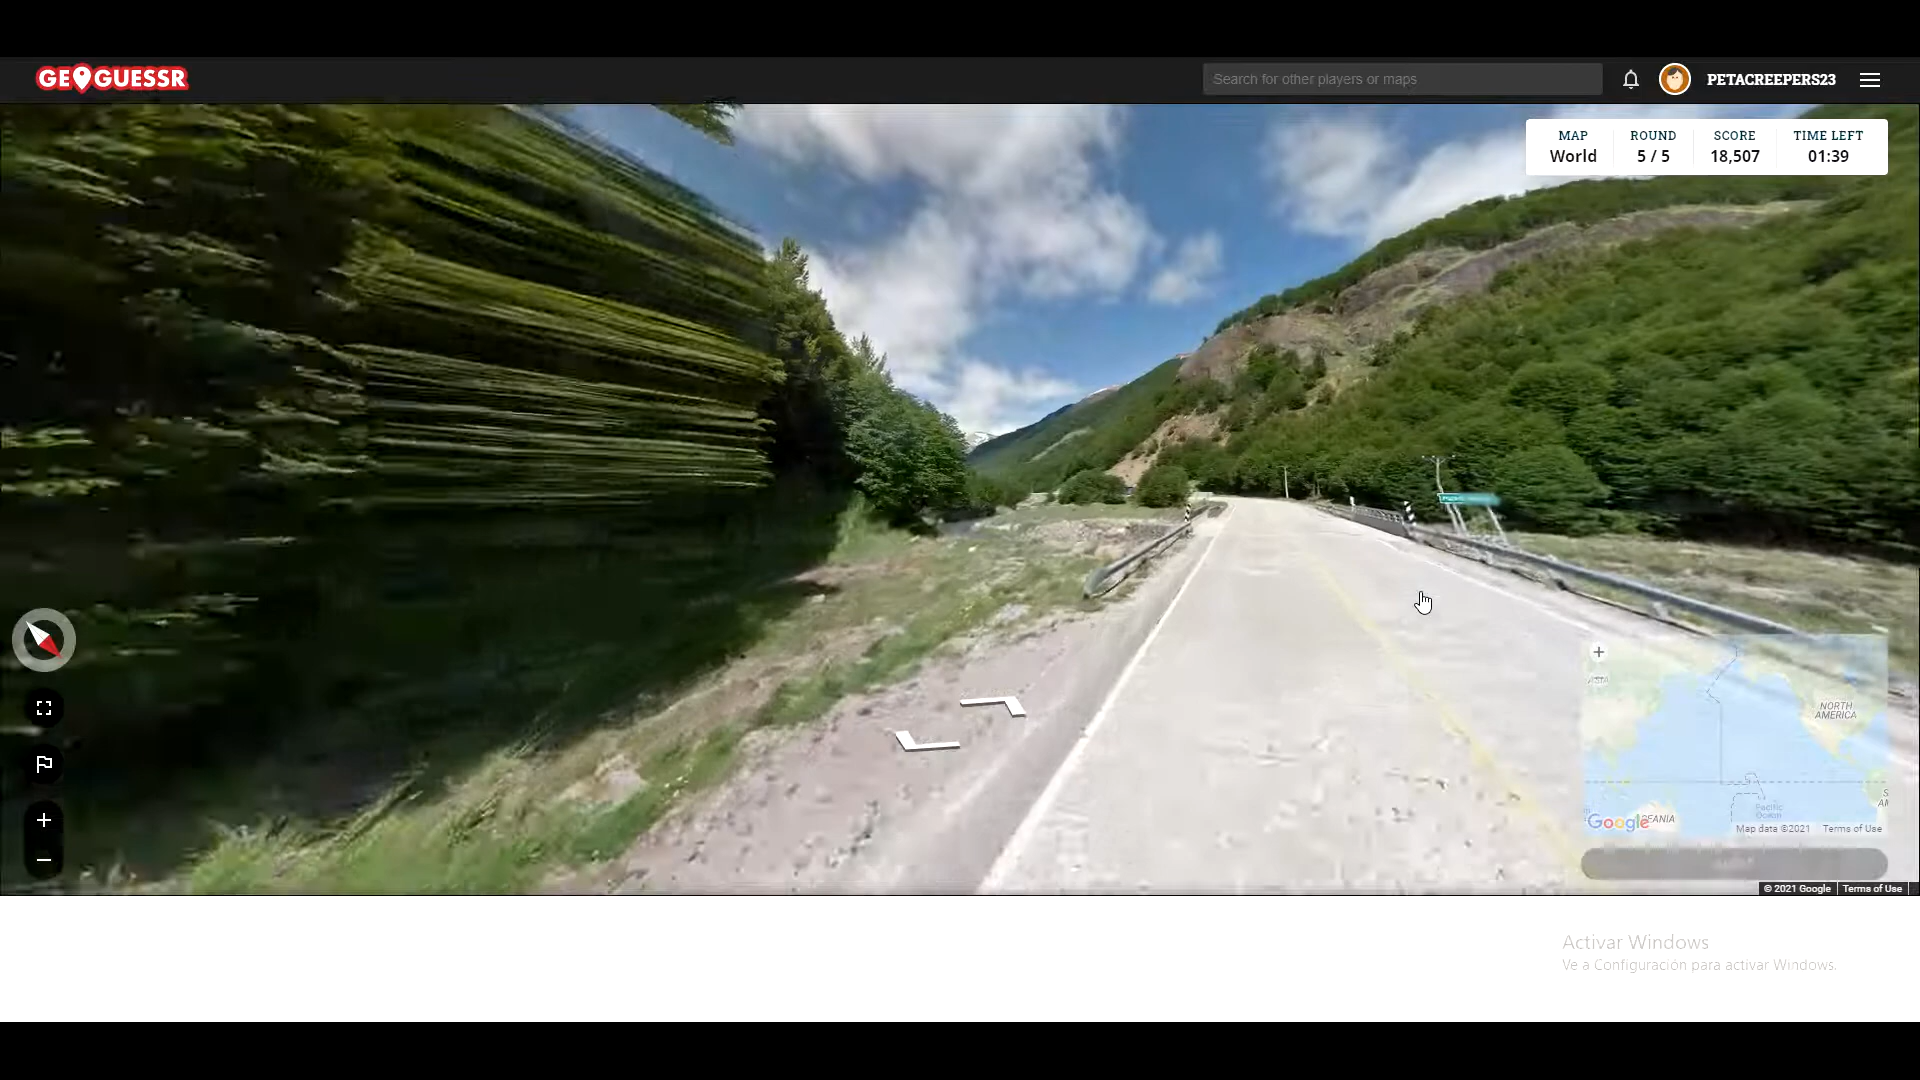 GEOGUESSR
Search for other players or maps
PETACREEPERS23
MAP
World
ROUND
5 / 5
SCORE
18,507
TIME LEFT
01:39
NORTH
AMERICA
Pacific
Ocean
Google
Map data ©2021
Terms of Use
© 2021 Google
Terms of Use
Activar Windows
Ve a Configuración para activar Windows.